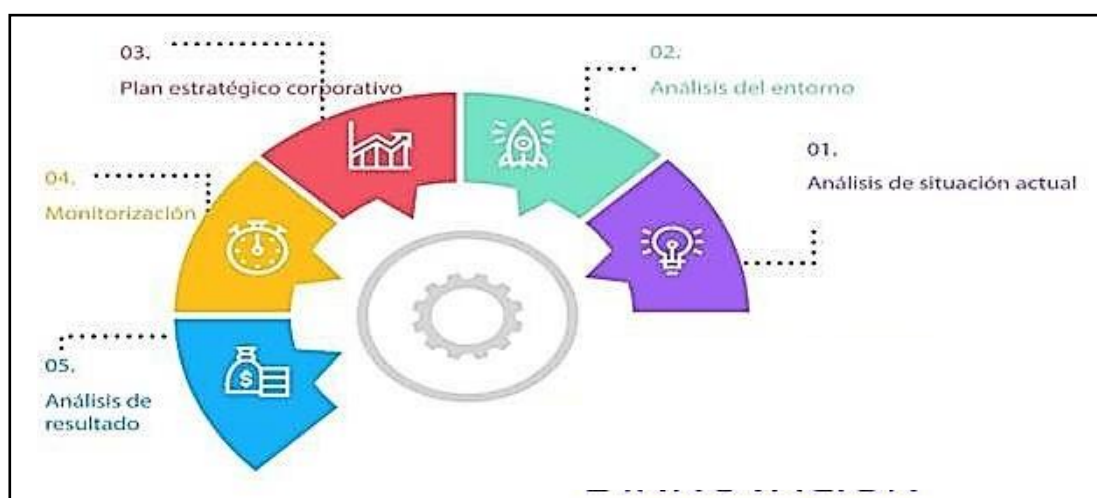 03.
Plan estratégico corporativo
02.
Análisis del entorno
01.
Análisis de situación actual
04.
Monitorización
05.
Análisis de
resultado
$